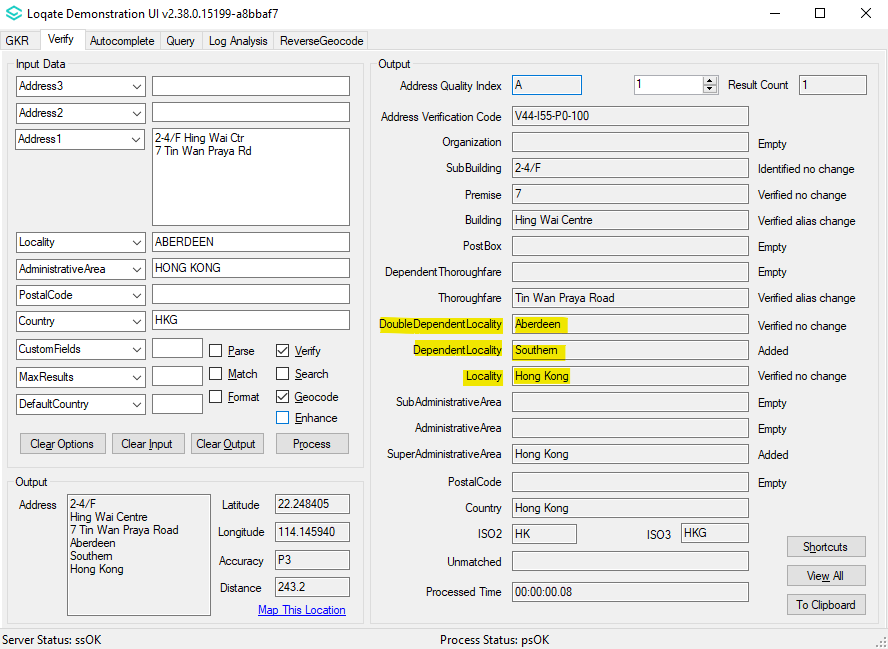 Loqate Demonstration UI v2.38.0.15199-a8bbaf7
GKR Verify Autocomplete Query Log Analysis ReverseGeocode
Input Data
Address3
Address2
Address1
2-4/F Hing Wai Ctr
7 Tin Wan Praya Rd
Locality ABERDEEN
AdministrativeArea HONG KONG
PostalCode
Country HKG
CustomFields Parse Verify
MaxResults Match Search
DefaultCountry Format Geocode
Enhance
Clear Options Clear Input Clear Output Process
Output
Address
2-4/F
Hing Wai Centre
7 Tin Wan Praya Road
Aberdeen
Southern
Hong Kong
Latitude 22.248405
Longitude 114.145940
Accuracy P3
Distance 243.2
Map This Location
Output
Address Quality Index A 1 Result Count 1
Address Verification Code V44-I55-P0-100
Organization Empty
SubBuilding 2-4/F Identified no change
Premise 7 Verified no change
Building Hing Wai Centre Verified alias change
PostBox Empty
DependentThoroughfare Empty
Thoroughfare Tin Wan Praya Road Verified alias change
DoubleDependentLocality Aberdeen Verified no change
DependentLocality Southern Added
Locality Hong Kong Verified no change
SubAdministrativeArea Empty
AdministrativeArea Empty
SuperAdministrativeArea Hong Kong Added
PostalCode Empty
Country Hong Kong
ISO2 HK ISO3 HKG
Unmatched
Processed Time 00:00:00.08
Shortcuts
View All
To Clipboard
Server Status: ssOK Process Status: psOK